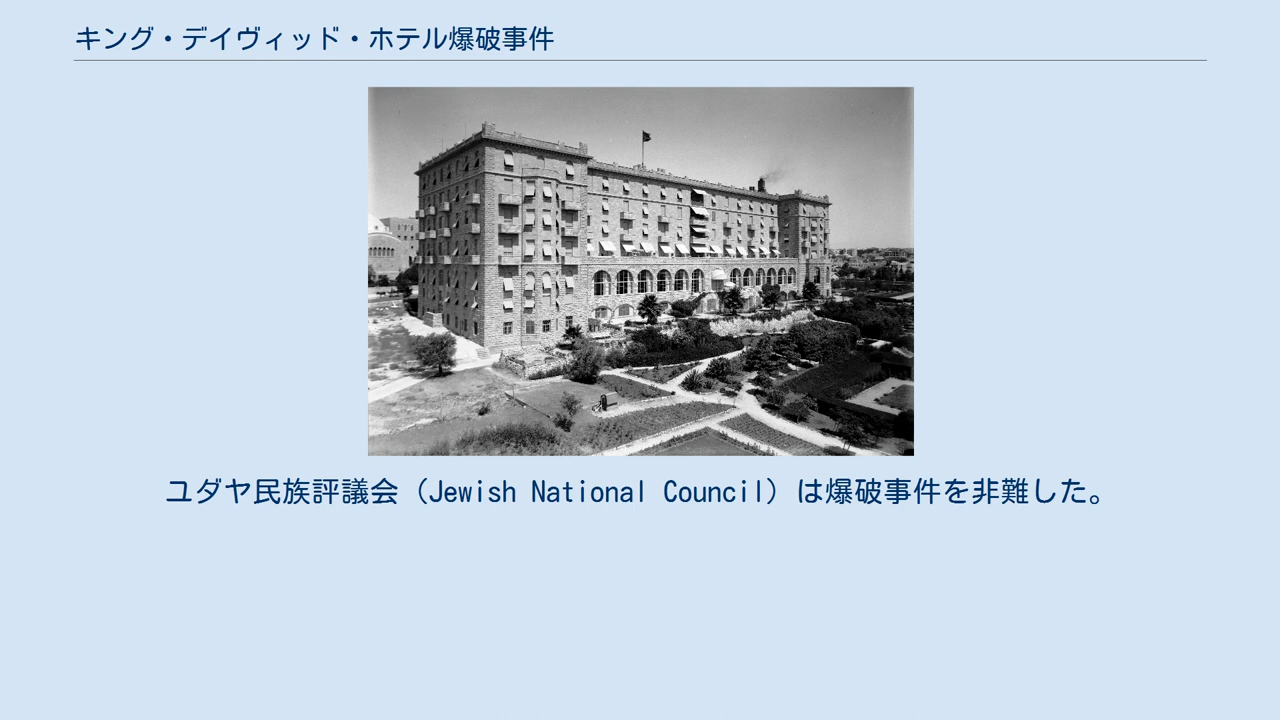 キング・デイヴィッド・ホテル爆破事件
ユダヤ民族評議会（Jewish National Council）は爆破事件を非難した。